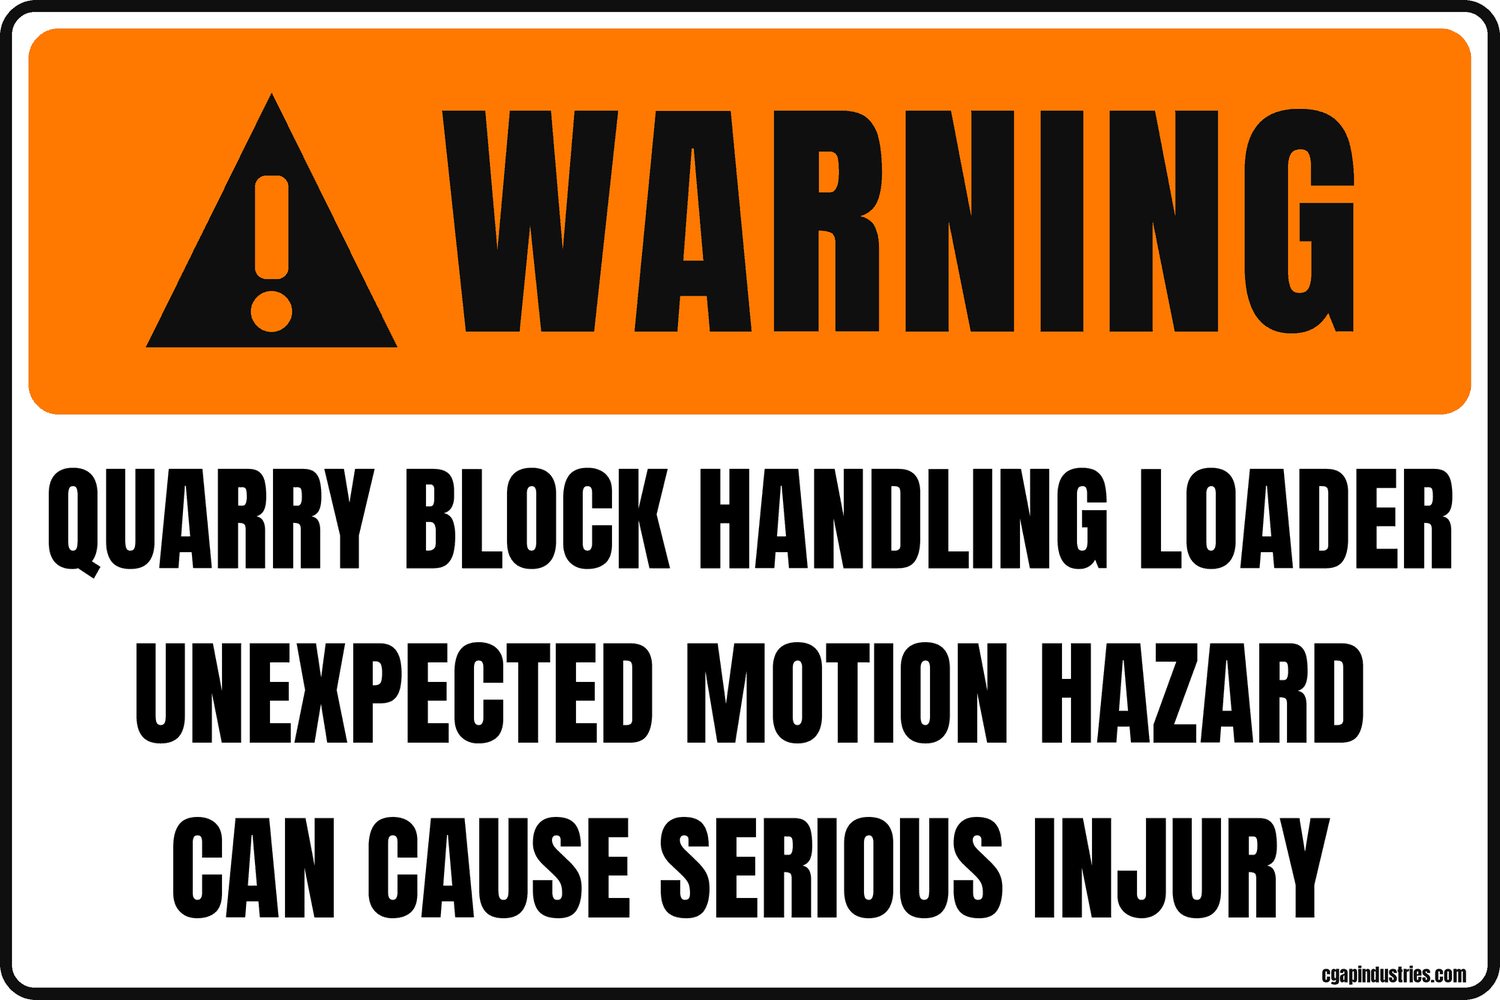 WARNING
QUARRY BLOCK HANDLING LOADER
UNEXPECTED MOTION HAZARD
CAN CAUSE SERIOUS INJURY
cgapindustries.com